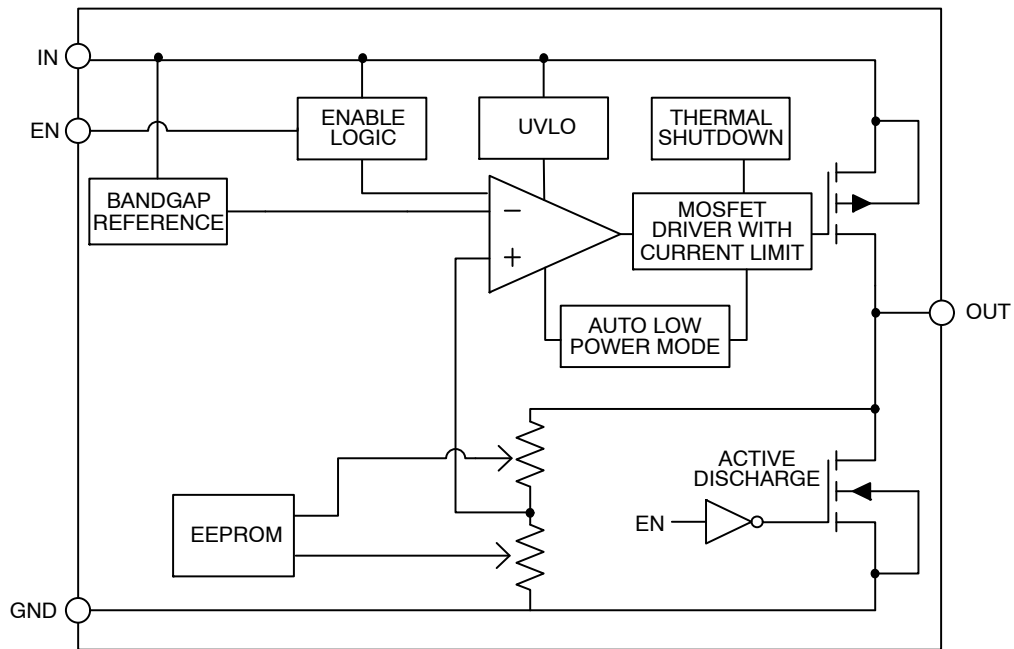 IN
EN
ENABLE
LOGIC
UVLO
THERMAL
SHUTDOWN
BANDGAP
REFERENCE
−
+
MOSFET
DRIVER WITH
CURRENT LIMIT
OUT
AUTO LOW
POWER MODE
ACTIVE
DISCHARGE
EEPROM
EN
GND